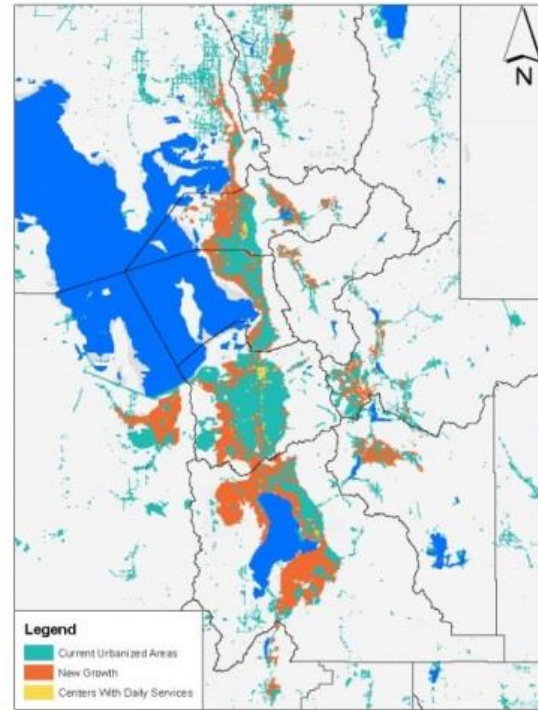 N
Legend
Current Urbanized Areas
New Growth
Centers With Daily Services